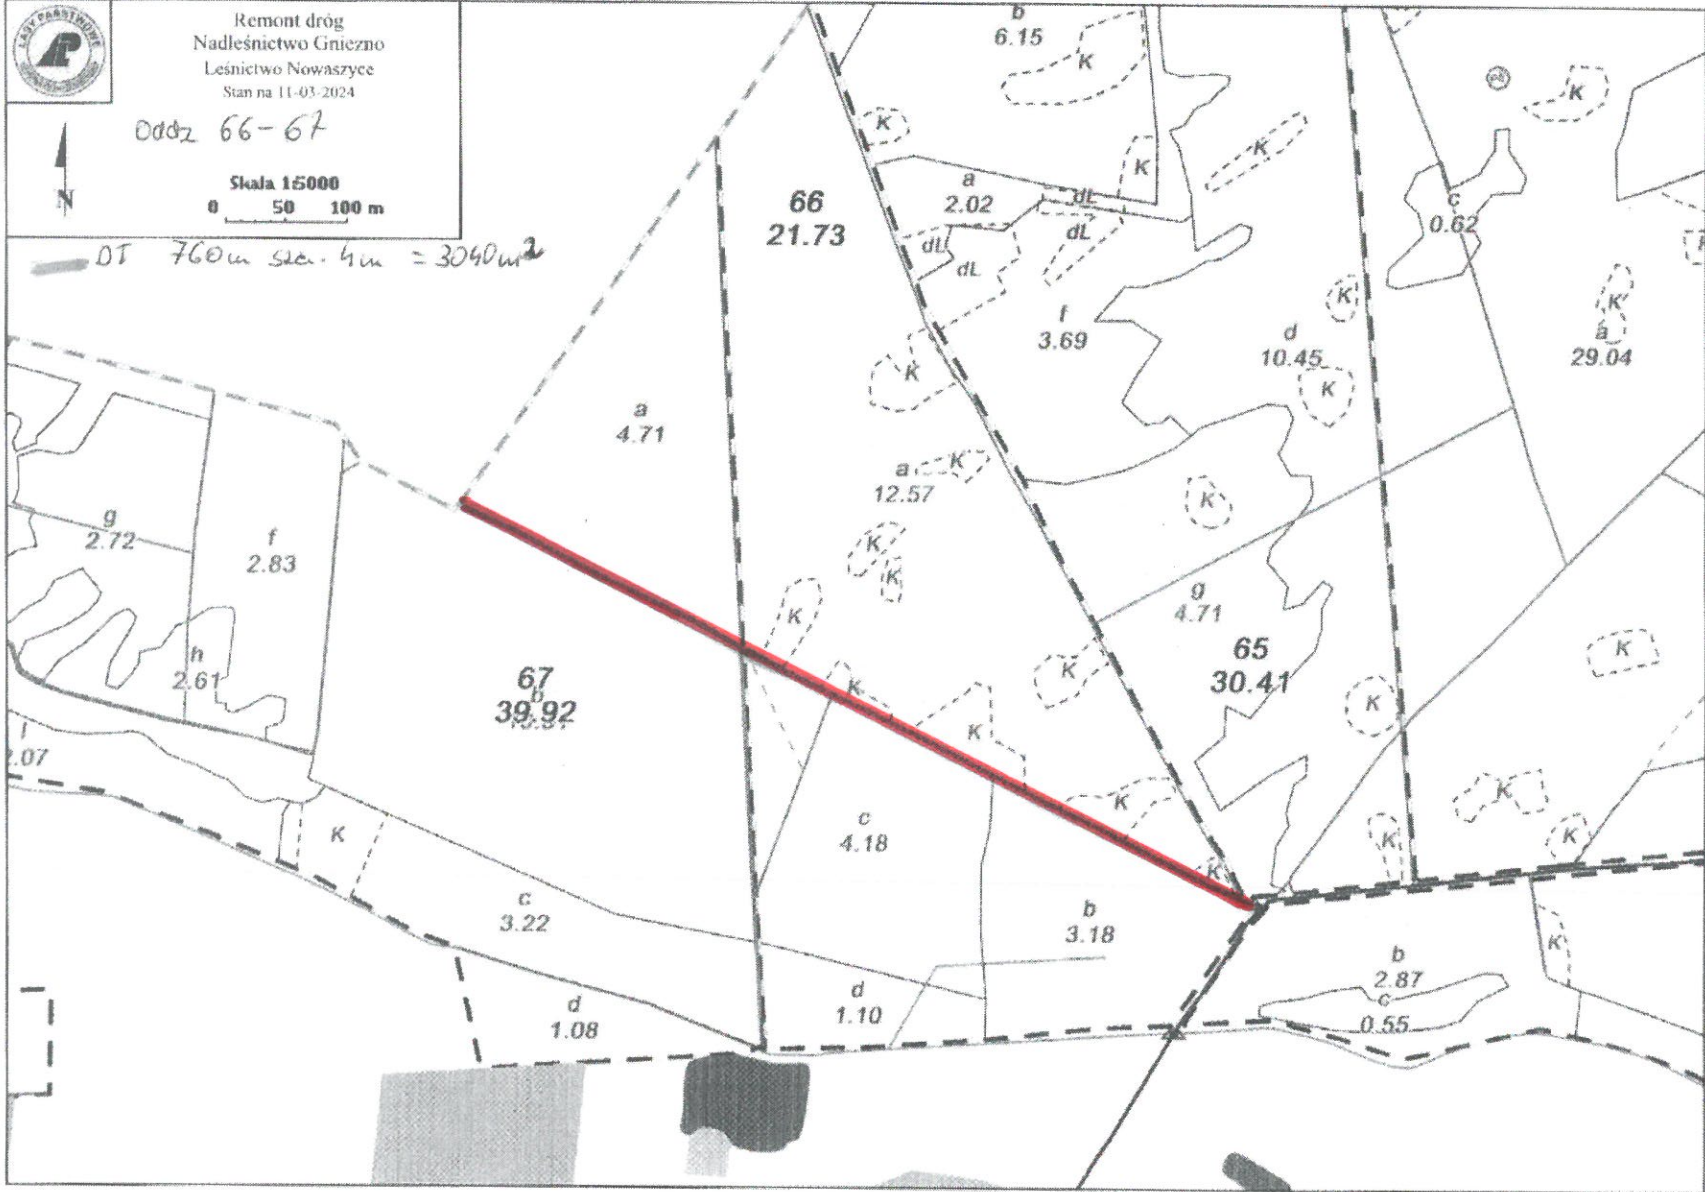 LASY PAŃSTWOWE
Remont dróg
Nadleśnictwo Gniezno
Leśnictwo Nowaszyce
Stan na 11-03-2024
Oddz 66-67
N
Skala 1:5000
0 50 100 m
DT 760m szer. 4m = 3040m2
b
6.15
K
K
K
K
K
a
2.02
dL
dL
dL
dL
66
21.73
c
0.62
K
K
a
29.04
f
3.69
d
10.45
K
K
a
4.71
a
12.57
K
K
K
K
g
2.72
f
2.83
h
2.61
67
b
39.92
K
K
K
K
g
4.71
65
30.41
K
K
K
c
4.18
K
K
K
K
K
K
c
3.22
b
3.18
d
1.08
d
1.10
b
2.87
c
0.55
K